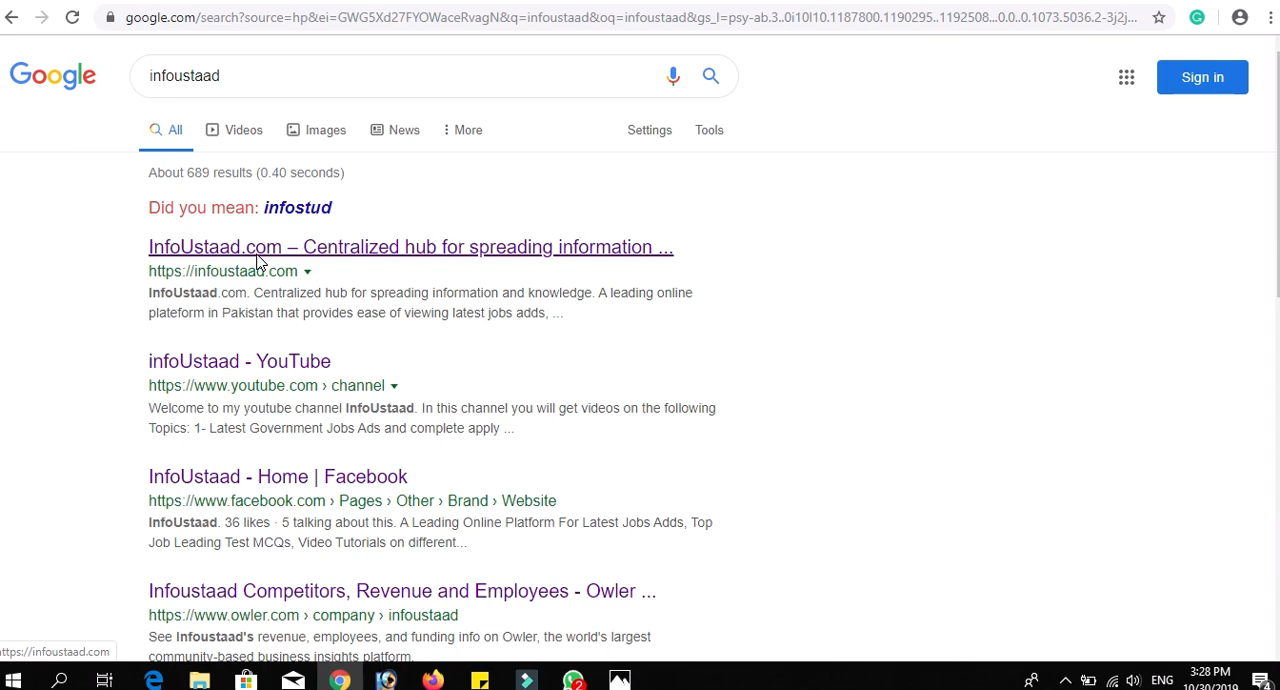 google.com/search?source=hp&ei=GWG5Xd27FYOWaceRvagN&q=infoustaad&oq=infoustaad&gs_l=psy-ab.3..0i10l10.1187800.1190295..1192508...0.0..0.1073.5036.2-3j2j...
Google
infoustaad
Sign in
All Videos Images News More Settings Tools
About 689 results (0.40 seconds)
Did you mean: infostud
InfoUstaad.com – Centralized hub for spreading information ...
https://infoustaad.com
InfoUstaad.com. Centralized hub for spreading information and knowledge. A leading online
plateform in Pakistan that provides ease of viewing latest jobs adds, ...
infoUstaad - YouTube
https://www.youtube.com › channel
Welcome to my youtube channel InfoUstaad. In this channel you will get videos on the following
Topics: 1- Latest Government Jobs Ads and complete apply ...
InfoUstaad - Home | Facebook
https://www.facebook.com › Pages › Other › Brand › Website
InfoUstaad. 36 likes · 5 talking about this. A Leading Online Platform For Latest Jobs Adds, Top
Job Leading Test MCQs, Video Tutorials on different...
Infoustaad Competitors, Revenue and Employees - Owler ...
https://www.owler.com › company › infoustaad
See Infoustaad's revenue, employees, and funding info on Owler, the world's largest
community-based business insights platform.
https://infoustaad.com
2
ENG
3:28 PM
10/30/2019
4